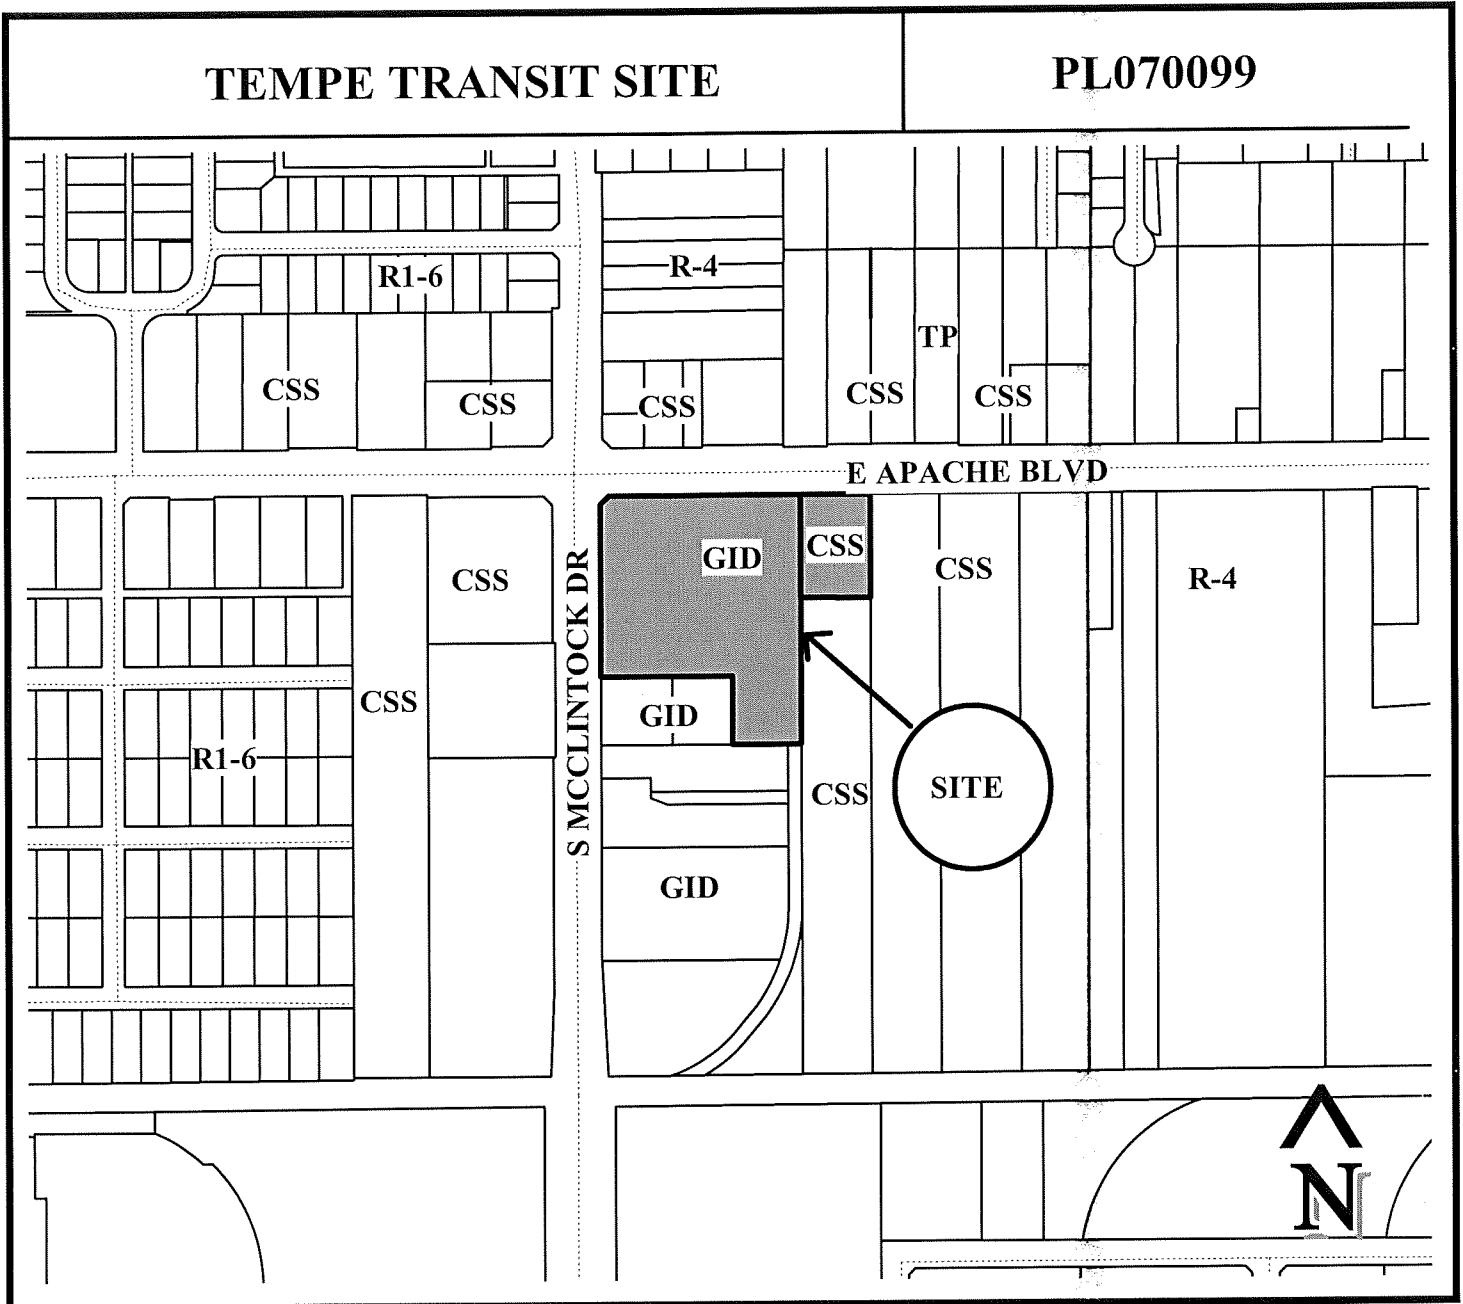 TEMPE TRANSIT SITE
PL070099
R1-6
R-4
TP
CSS
CSS
CSS
CSS
CSS
E APACHE BLVD
GID
CSS
CSS
CSS
R-4
S MCCLINTOCK DR
CSS
GID
R1-6
CSS
SITE
GID
N